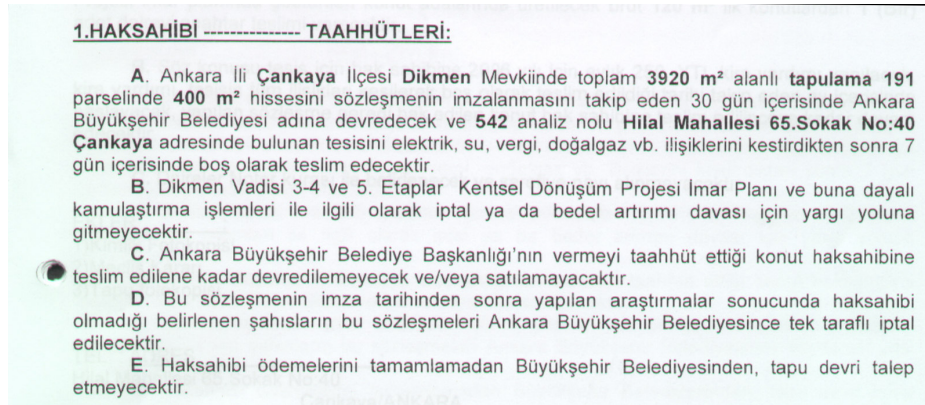 1.HAKSAHİBİ --------------- TAAHHÜTLERİ:
A. Ankara İli Çankaya İlçesi Dikmen Mevkiinde toplam 3920 m² alanlı tapulama 191
parselinde 400 m² hissesini sözleşmenin imzalanmasını takip eden 30 gün içerisinde Ankara
Büyükşehir Belediyesi adına devredecek ve 542 analiz nolu Hilal Mahallesi 65.Sokak No:40
Çankaya adresinde bulunan tesisini elektrik, su, vergi, doğalgaz vb. ilişiklerini kestirdikten sonra 7
gün içerisinde boş olarak teslim edecektir.
B. Dikmen Vadisi 3-4 ve 5. Etaplar Kentsel Dönüşüm Projesi İmar Planı ve buna dayalı
kamulaştırma işlemleri ile ilgili olarak iptal ya da bedel artırımı davası için yargı yoluna
gitmeyecektir.
C. Ankara Büyükşehir Belediye Başkanlığı'nın vermeyi taahhüt ettiği konut haksahibine
teslim edilene kadar devredilemeyecek ve/veya satılamayacaktır.
D. Bu sözleşmenin imza tarihinden sonra yapılan araştırmalar sonucunda haksahibi
olmadığı belirlenen şahısların bu sözleşmeleri Ankara Büyükşehir Belediyesince tek taraflı iptal
edilecektir.
E. Haksahibi ödemelerini tamamlamadan Büyükşehir Belediyesinden, tapu devri talep
etmeyecektir.